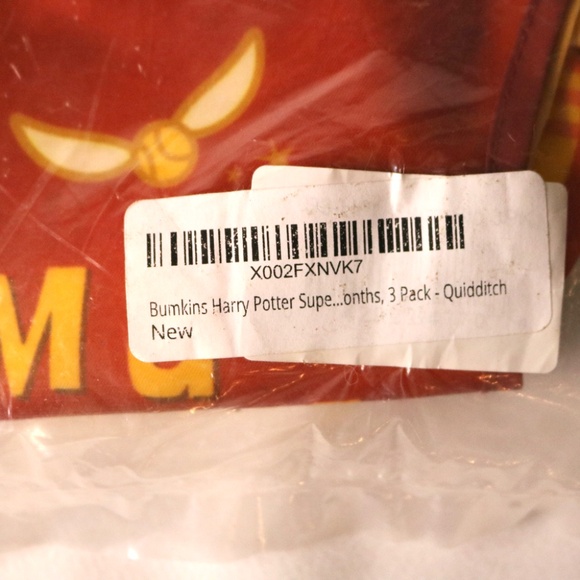 X002FXNVK7
Bumkins Harry Potter Supe...onths, 3 Pack - Quidditch
New
M G